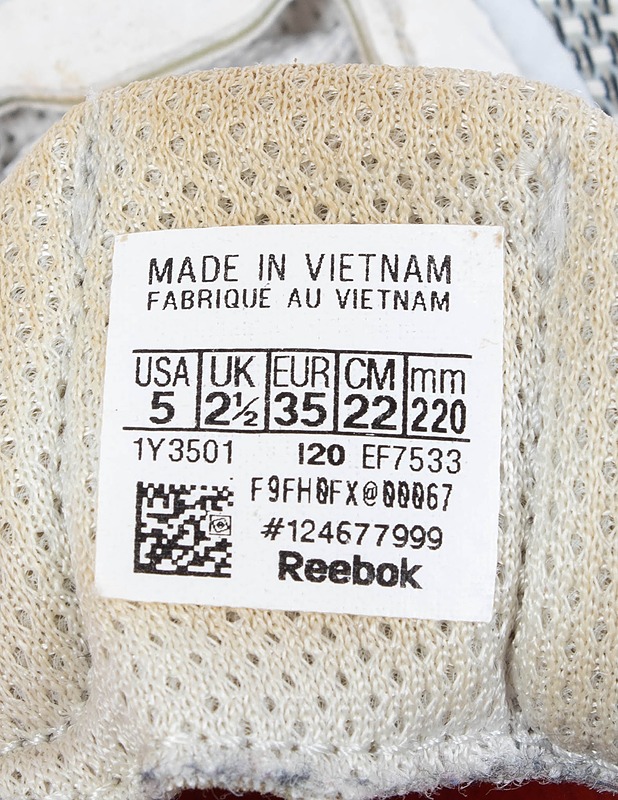 MADE IN VIETNAM
FABRIQUÉ AU VIETNAM
USA UK EUR CM mm
5 2½ 35 22 220
1Y3501 I20 EF7533
F9FH0FX@00067
#124677999
Reebok